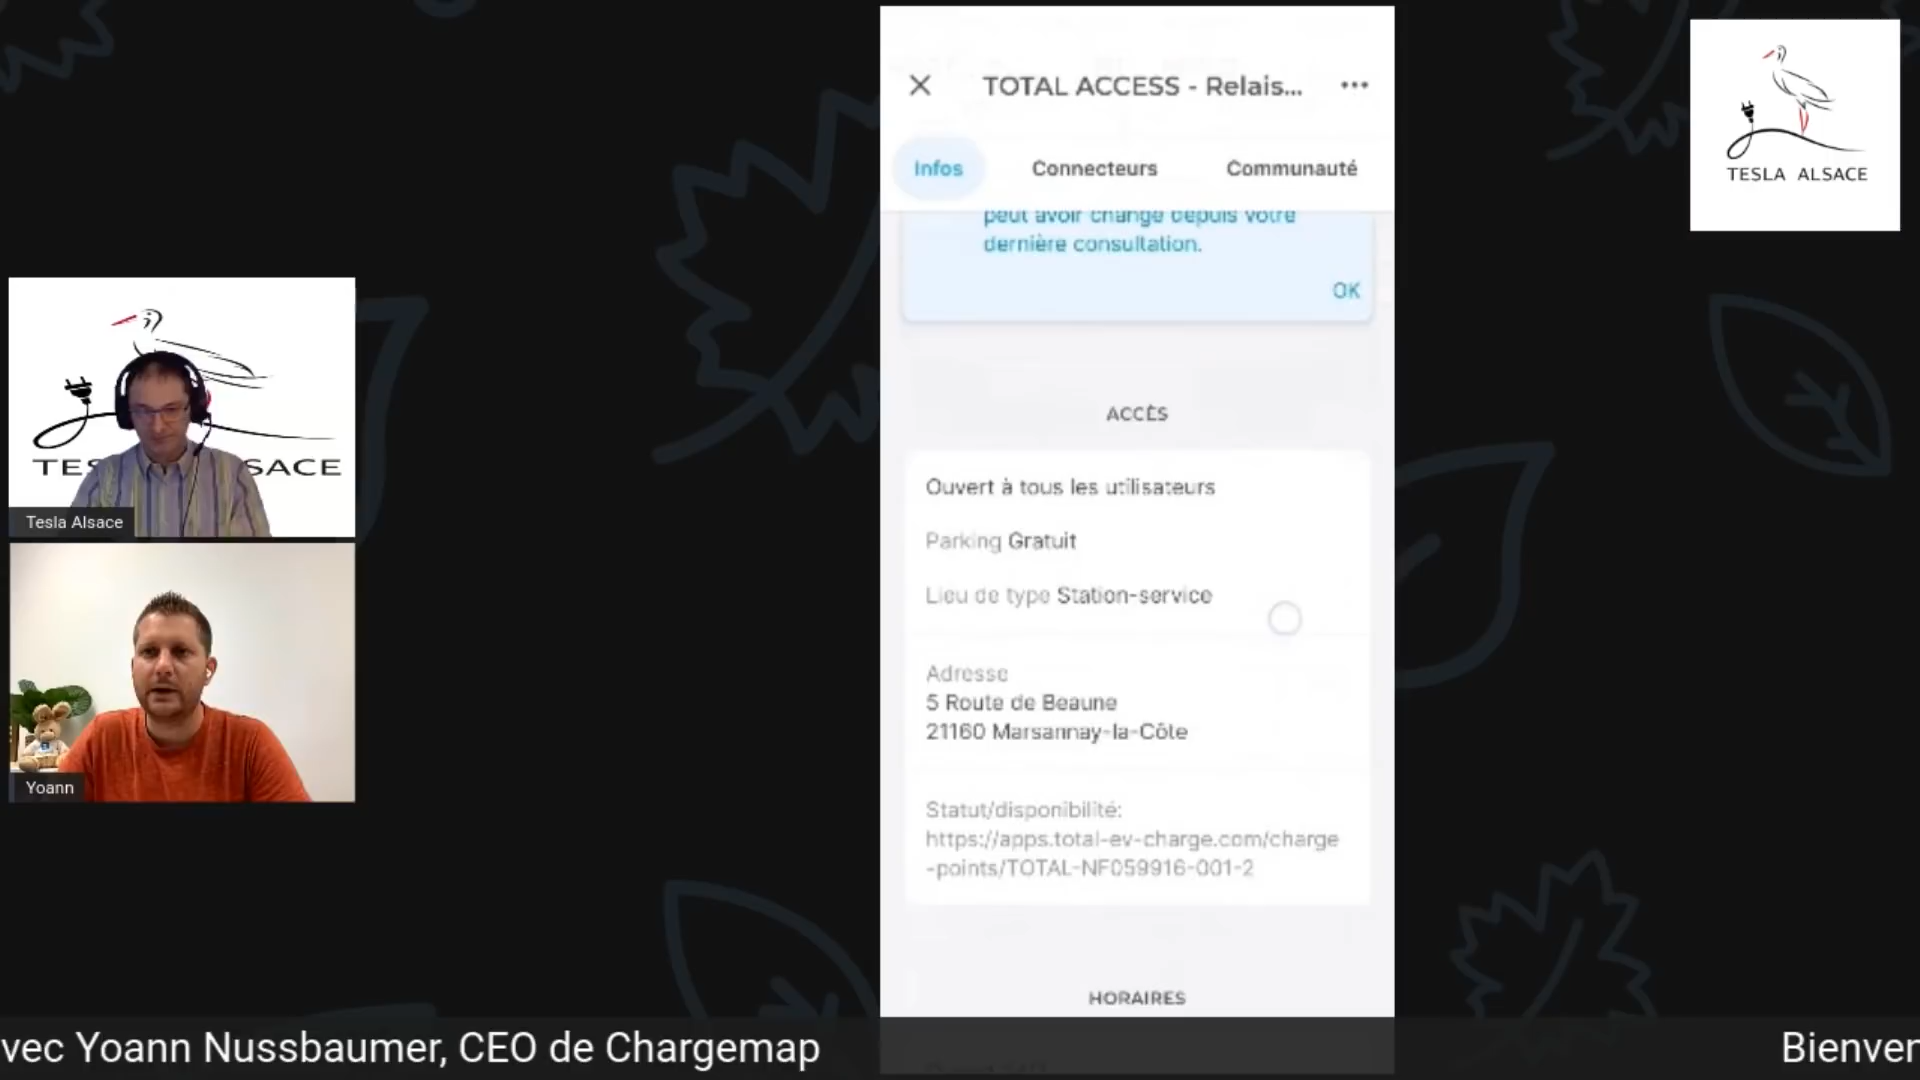 TOTAL ACCESS - Relais...
Infos
Connecteurs
Communauté
peut avoir changé depuis votre
dernière consultation.
OK
ACCÈS
Ouvert à tous les utilisateurs
Parking Gratuit
Lieu de type Station-service
Adresse
5 Route de Beaune
21160 Marsannay-la-Côte
Statut/disponibilité:
https://apps.total-ev-charge.com/charge
-points/TOTAL-NF059916-001-2
HORAIRES
TESLA ALSACE
TES SACE
Tesla Alsace
Yoann
vec Yoann Nussbaumer, CEO de Chargemap
Bienven